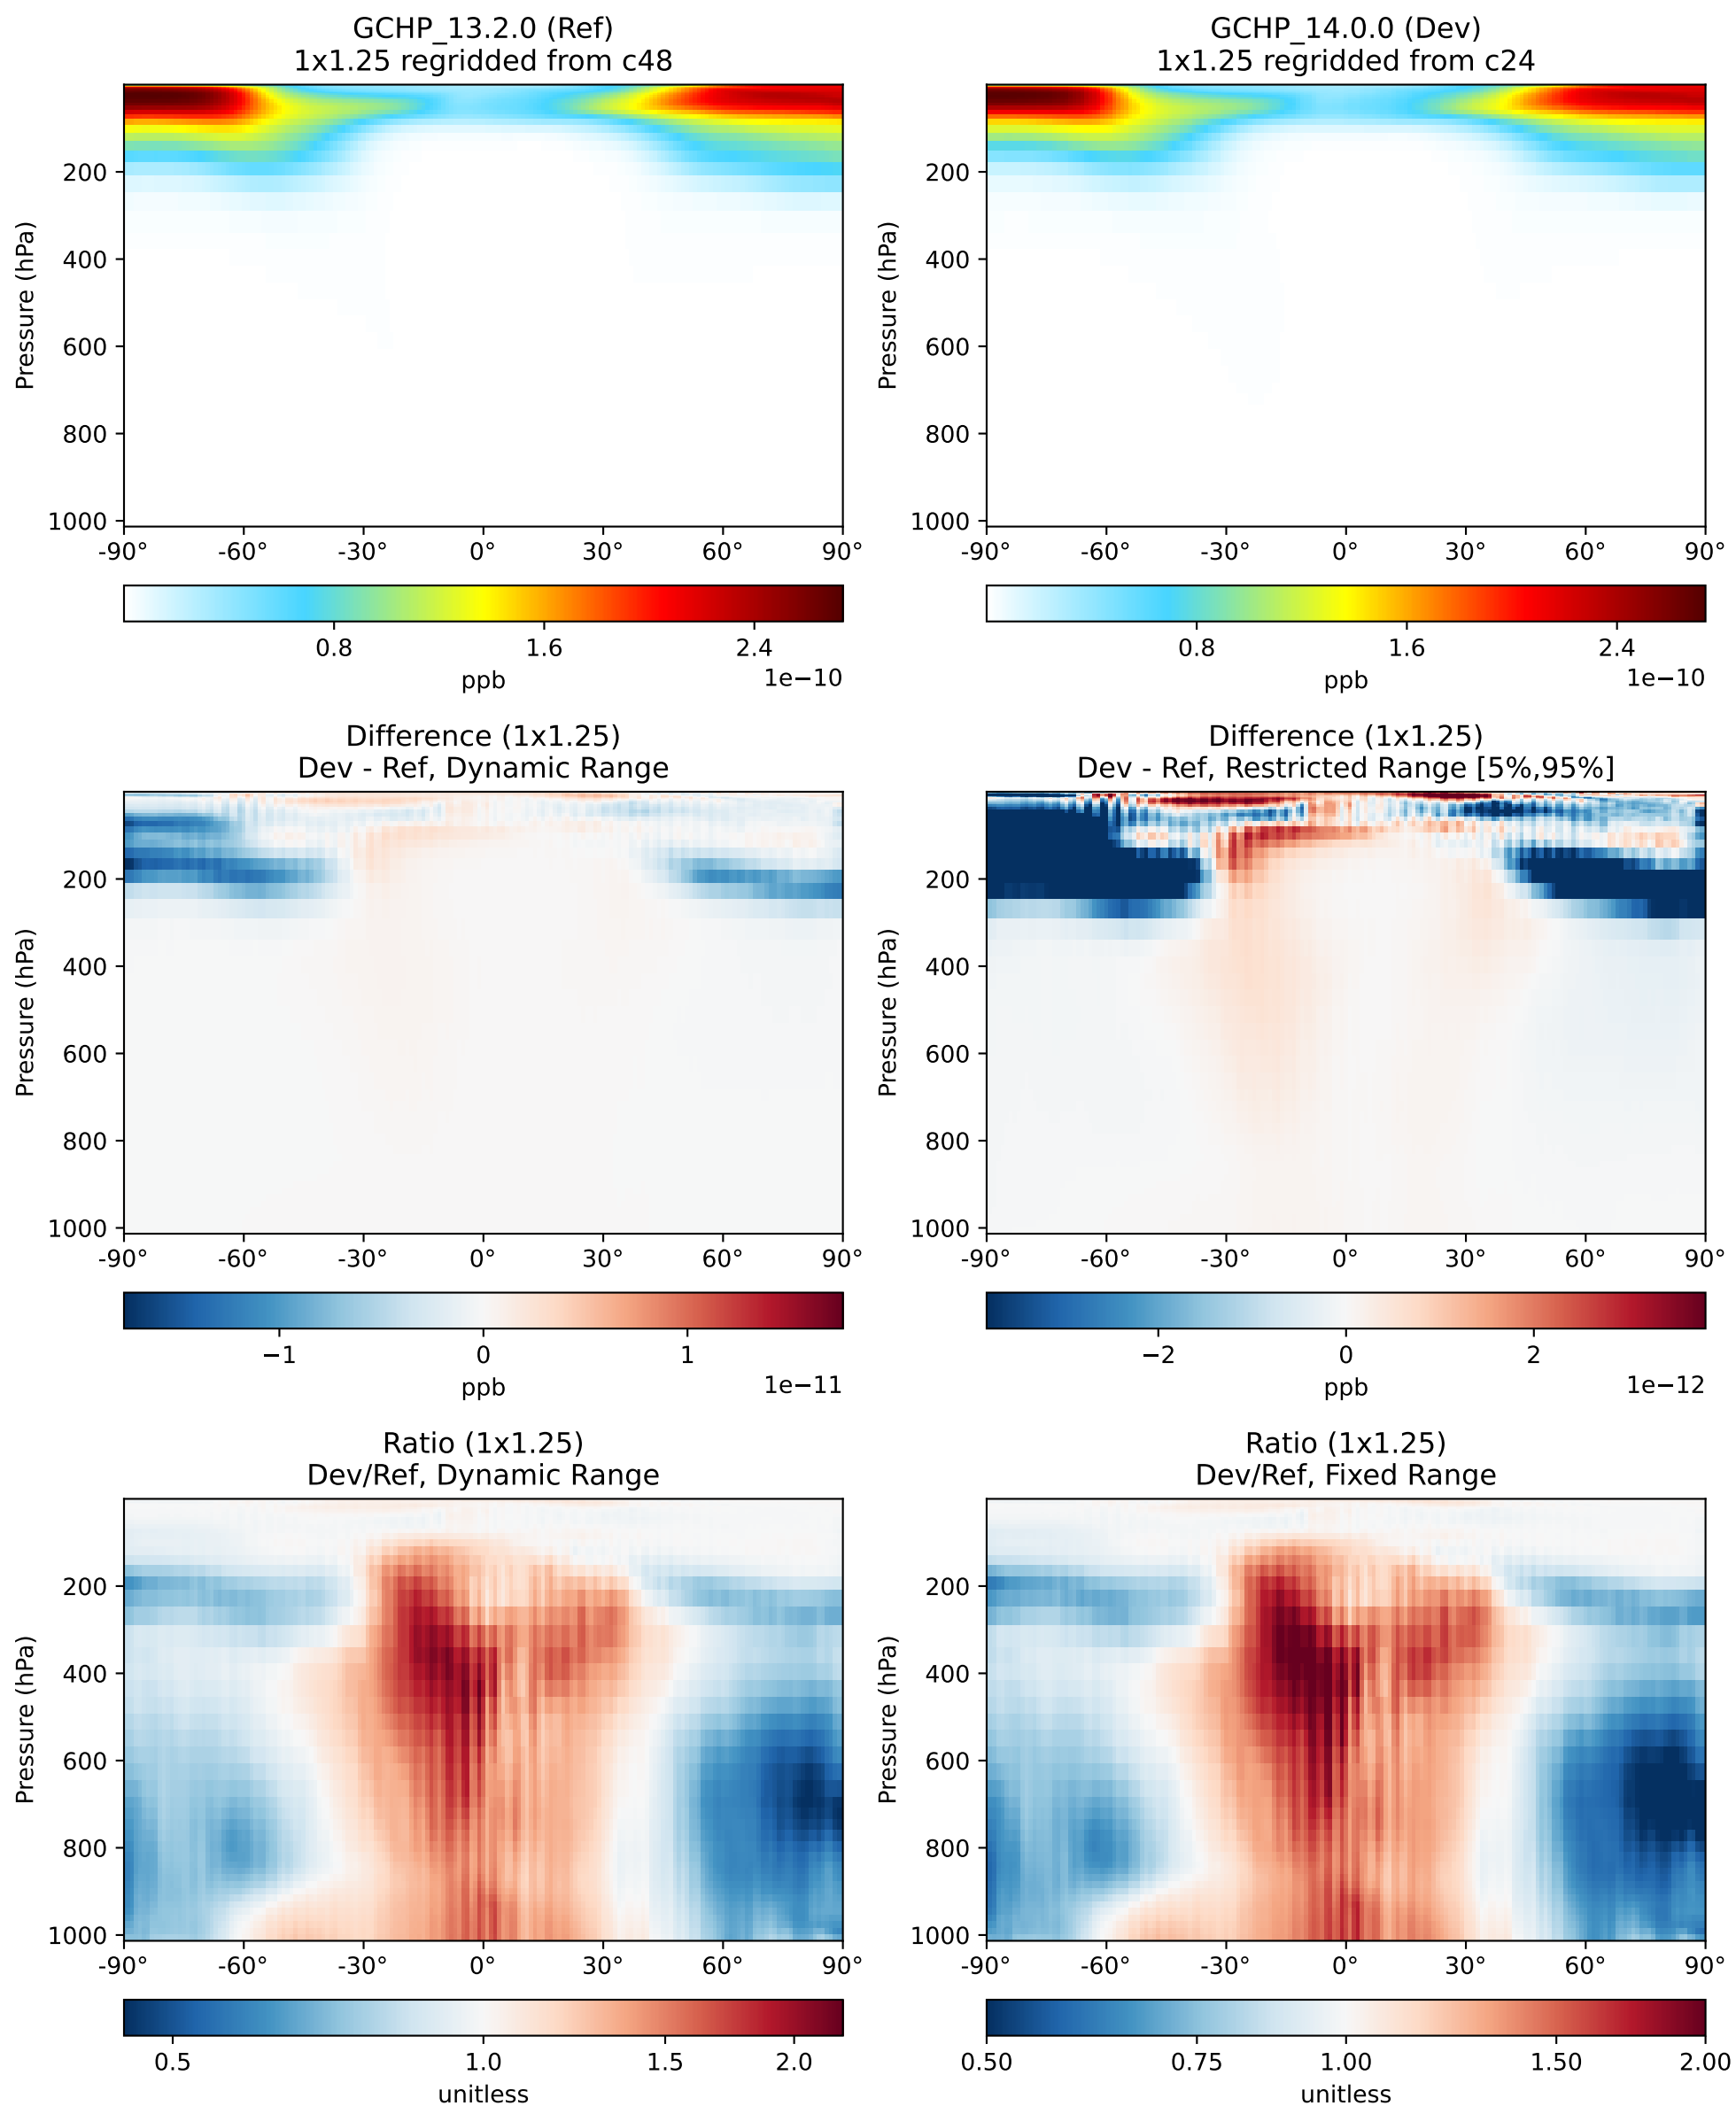 GCHP_13.2.0 (Ref)
1x1.25 regridded from c48
GCHP_14.0.0 (Dev)
1x1.25 regridded from c24
Pressure (hPa)
200
400
600
800
1000
-90° -60° -30° 0° 30° 60° 90°
0.8 1.6 2.4
ppb
1e−10
Pressure (hPa)
200
400
600
800
1000
-90° -60° -30° 0° 30° 60° 90°
0.8 1.6 2.4
ppb
1e−10
Difference (1x1.25)
Dev - Ref, Dynamic Range
Difference (1x1.25)
Dev - Ref, Restricted Range [5%,95%]
Pressure (hPa)
200
400
600
800
1000
-90° -60° -30° 0° 30° 60° 90°
−1 0 1
ppb
1e−11
Pressure (hPa)
200
400
600
800
1000
-90° -60° -30° 0° 30° 60° 90°
−2 0 2
ppb
1e−12
Ratio (1x1.25)
Dev/Ref, Dynamic Range
Ratio (1x1.25)
Dev/Ref, Fixed Range
Pressure (hPa)
200
400
600
800
1000
-90° -60° -30° 0° 30° 60° 90°
0.5 1.0 1.5 2.0
unitless
Pressure (hPa)
200
400
600
800
1000
-90° -60° -30° 0° 30° 60° 90°
0.50 0.75 1.00 1.50 2.00
unitless